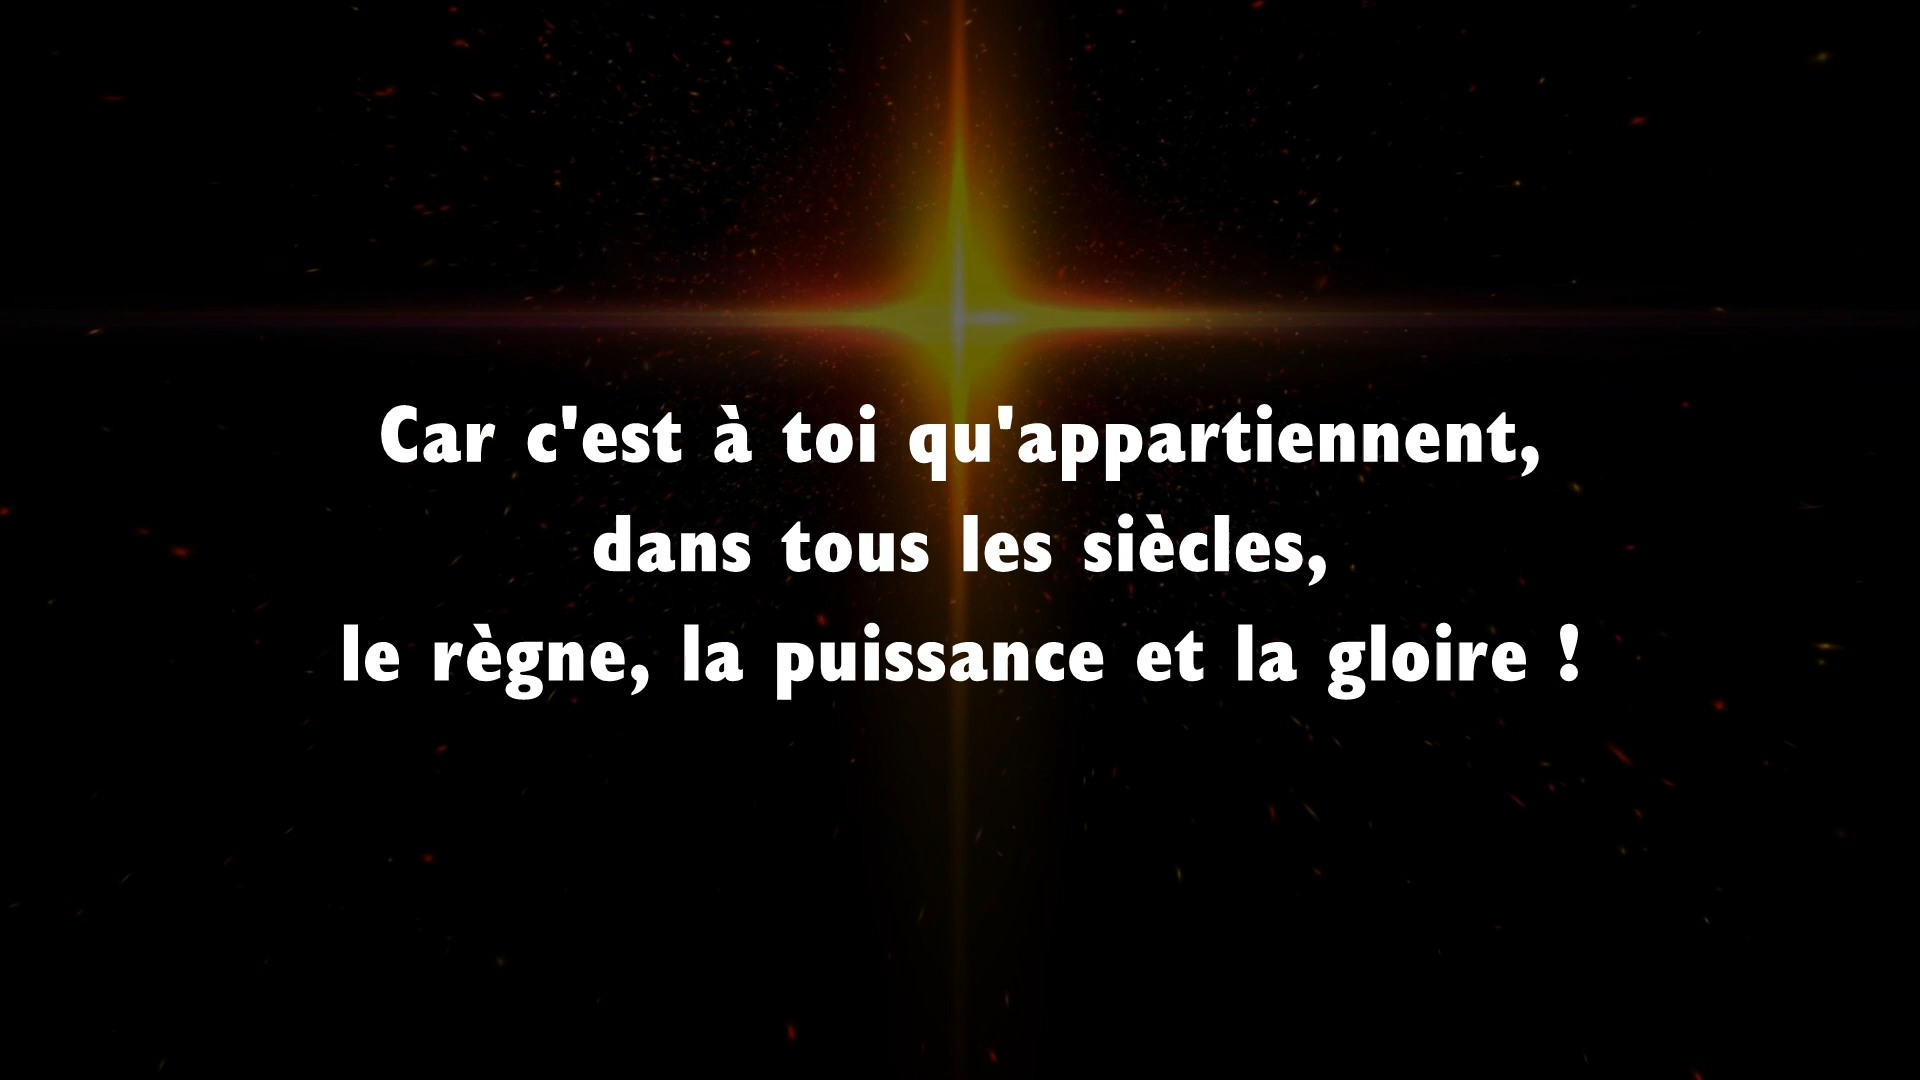 Car c'est à toi qu'appartiennent,
dans tous les siècles,
le règne, la puissance et la gloire !